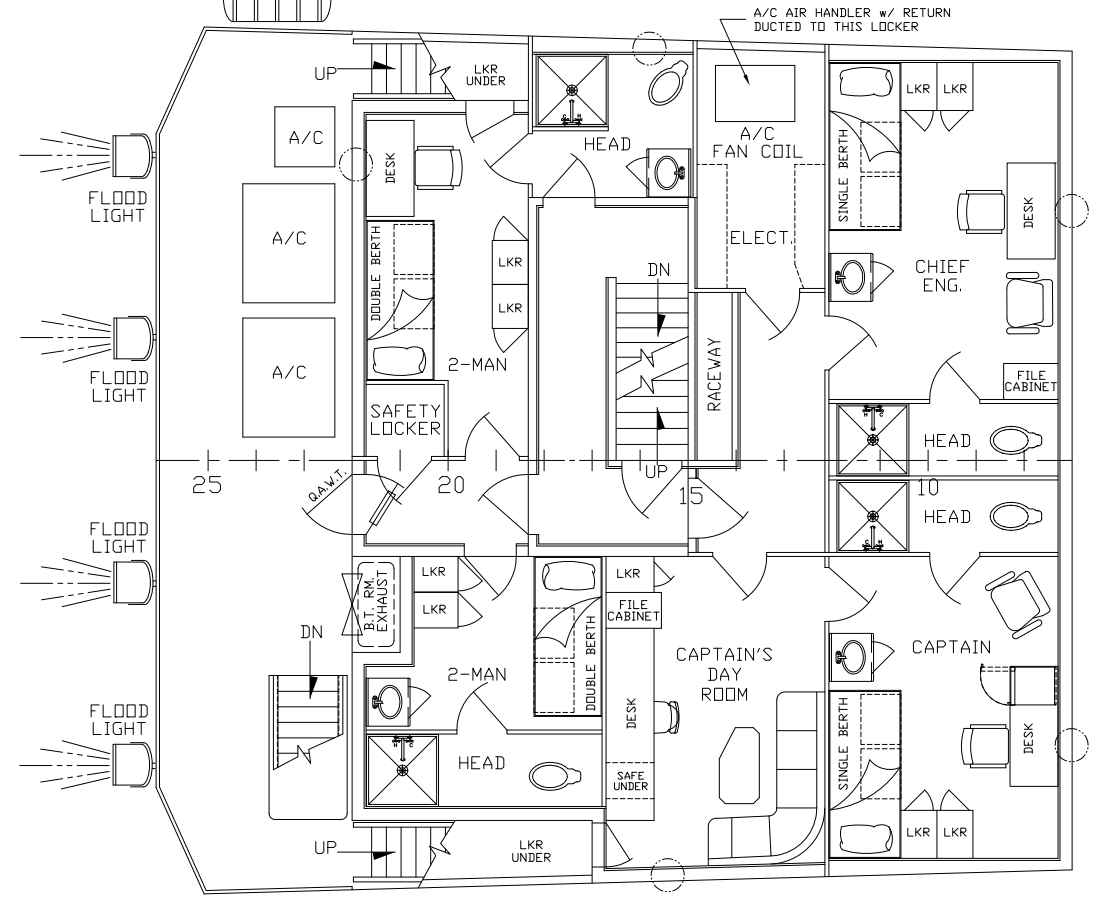 A/C AIR HANDLER w/ RETURN
DUCTED TO THIS LOCKER
UP
LKR
UNDER
A/C
FLOOD
LIGHT
DESK
HEAD
A/C
FAN COIL
ELECT.
LKR
LKR
SINGLE BERTH
DESK
CHIEF
ENG.
FILE
CABINET
A/C
DOUBLE BERTH
LKR
LKR
2-MAN
DN
UP
RACEWAY
FLOOD
LIGHT
A/C
SAFETY
LOCKER
HEAD
HEAD
25
Q.A.W.T.
20
15
10
FLOOD
LIGHT
B.T. RM.
EXHAUST
LKR
LKR
DOUBLE BERTH
2-MAN
HEAD
DN
FLOOD
LIGHT
LKR
FILE
CABINET
DESK
SAFE
UNDER
CAPTAIN'S
DAY
ROOM
CAPTAIN
SINGLE BERTH
DESK
LKR
LKR
UP
LKR
UNDER